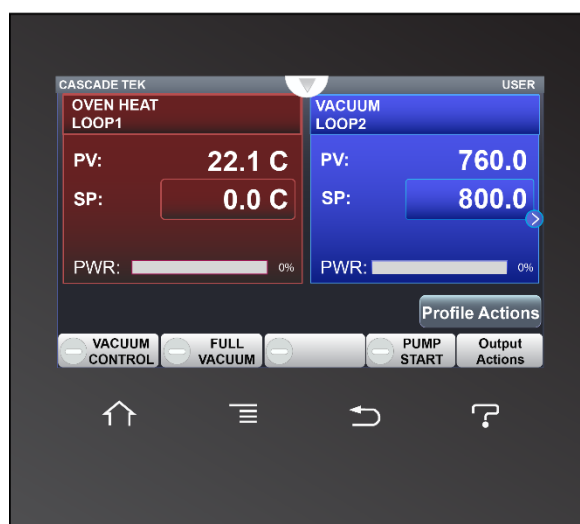 CASCADE TEK
USER
OVEN HEAT
LOOP1
PV: 22.1 C
SP: 0.0 C
PWR: 0%
VACUUM
LOOP2
PV: 760.0
SP: 800.0
PWR: 0%
Profile Actions
VACUUM
CONTROL
FULL
VACUUM
PUMP
START
Output
Actions